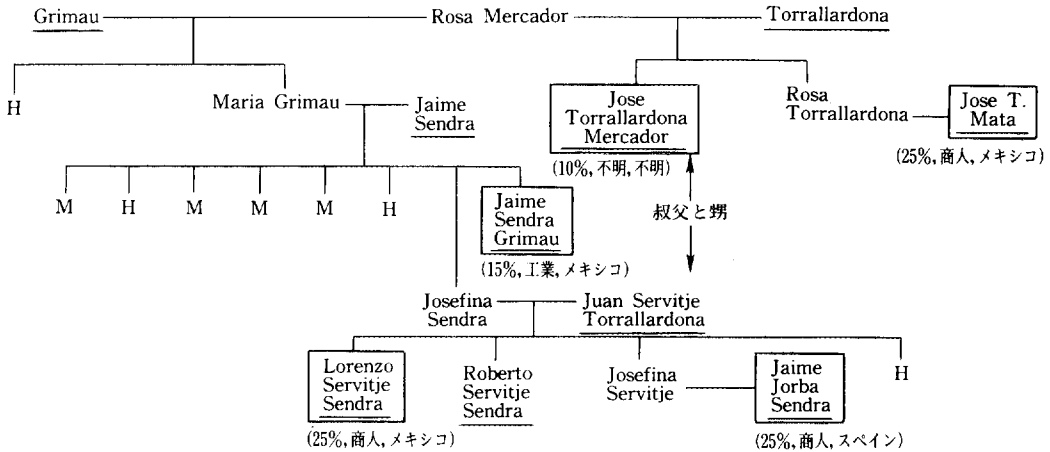 Grimau Rosa Mercador Torrallardona
H
Maria Grimau
Jaime
Sendra
Jose
Torrallardona
Mercador
(10%, 不明, 不明)
Rosa
Torrallardona
Jose T.
Mata
(25%, 商人, メキシコ)
M H M M M H
Jaime
Sendra
Grimau
(15%, 工業, メキシコ)
叔父と甥
Josefina
Sendra
Juan Servitje
Torrallardona
Lorenzo
Servitje
Sendra
(25%, 商人, メキシコ)
Roberto
Servitje
Sendra
Josefina
Servitje
Jaime
Jorba
Sendra
(25%, 商人, スペイン)
H